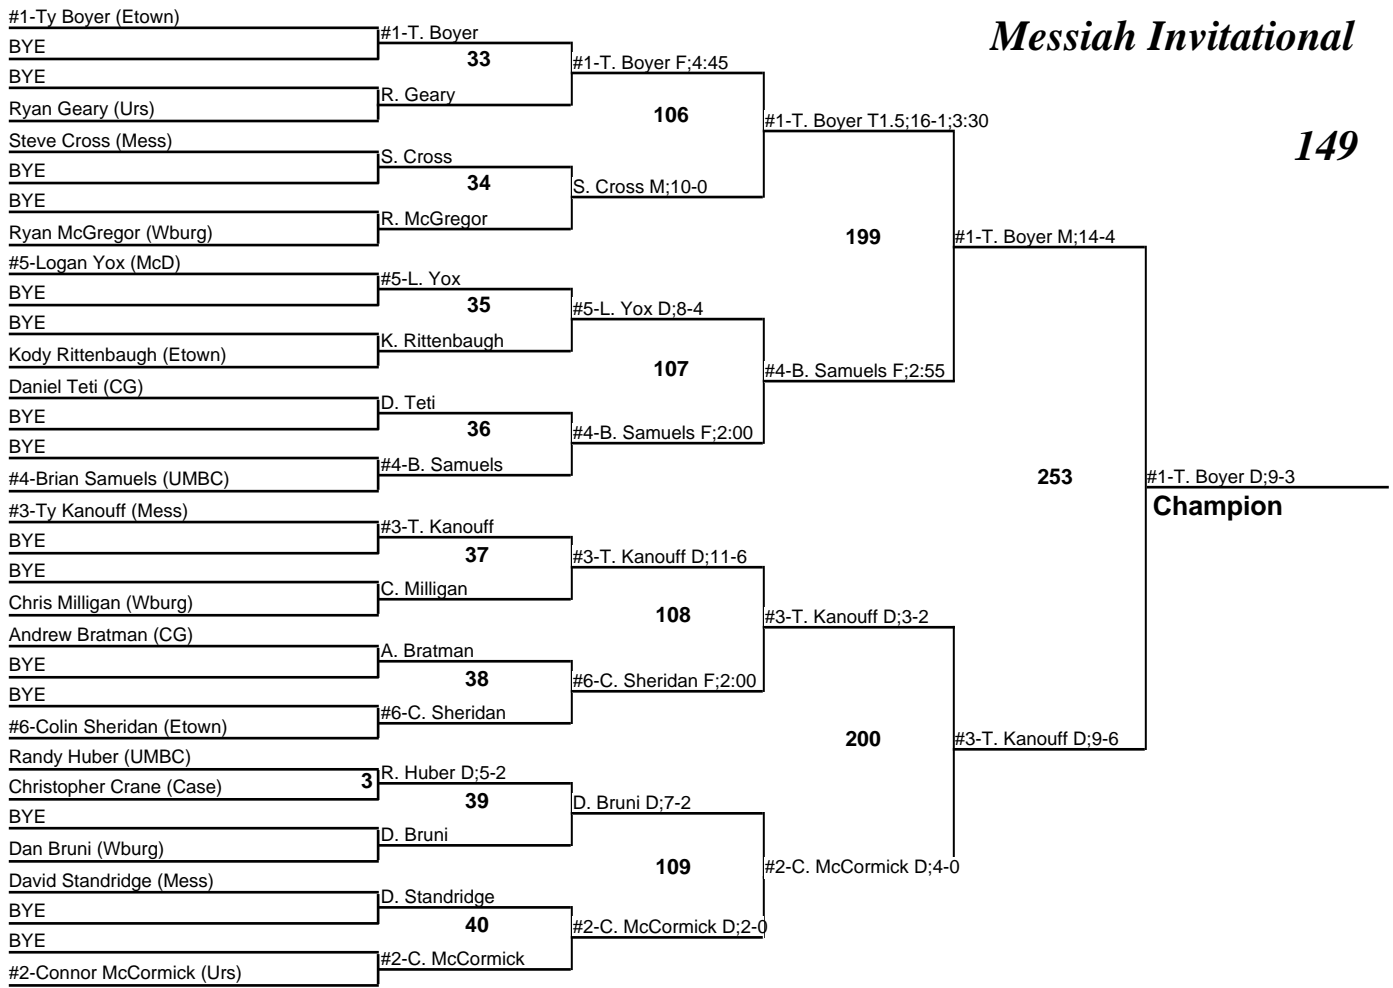 Messiah Invitational
149
#1-Ty Boyer (Etown)
BYE
BYE
Ryan Geary (Urs)
Steve Cross (Mess)
BYE
BYE
Ryan McGregor (Wburg)
#5-Logan Yox (McD)
BYE
BYE
Kody Rittenbaugh (Etown)
Daniel Teti (CG)
BYE
BYE
#4-Brian Samuels (UMBC)
#3-Ty Kanouff (Mess)
BYE
BYE
Chris Milligan (Wburg)
Andrew Bratman (CG)
BYE
BYE
#6-Colin Sheridan (Etown)
Randy Huber (UMBC)
Christopher Crane (Case)
3
BYE
Dan Bruni (Wburg)
David Standridge (Mess)
BYE
BYE
#2-Connor McCormick (Urs)
#1-T. Boyer
33
R. Geary
S. Cross
34
R. McGregor
#5-L. Yox
35
K. Rittenbaugh
D. Teti
36
#4-B. Samuels
#3-T. Kanouff
37
C. Milligan
A. Bratman
38
#6-C. Sheridan
R. Huber D;5-2
39
D. Bruni
D. Standridge
40
#2-C. McCormick
#1-T. Boyer F;4:45
106
S. Cross M;10-0
#5-L. Yox D;8-4
107
#4-B. Samuels F;2:00
#3-T. Kanouff D;11-6
108
#6-C. Sheridan F;2:00
D. Bruni D;7-2
109
#2-C. McCormick D;2-0
#1-T. Boyer T1.5;16-1;3:30
199
#4-B. Samuels F;2:55
#3-T. Kanouff D;3-2
200
#2-C. McCormick D;4-0
#1-T. Boyer M;14-4
253
#3-T. Kanouff D;9-6
#1-T. Boyer D;9-3
Champion